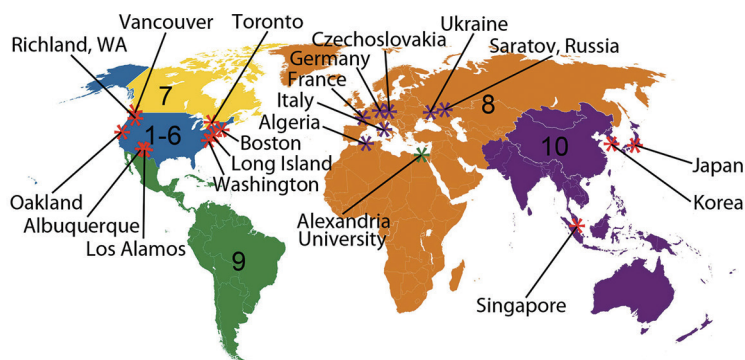 Vancouver
Toronto
Ukraine
Richland, WA
Czechoslovakia
Saratov, Russia
Germany
France
7
Italy
8
Algeria
1-6
Boston
10
Long Island
Japan
Washington
Oakland
Korea
Albuquerque
Alexandria
University
Los Alamos
9
Singapore